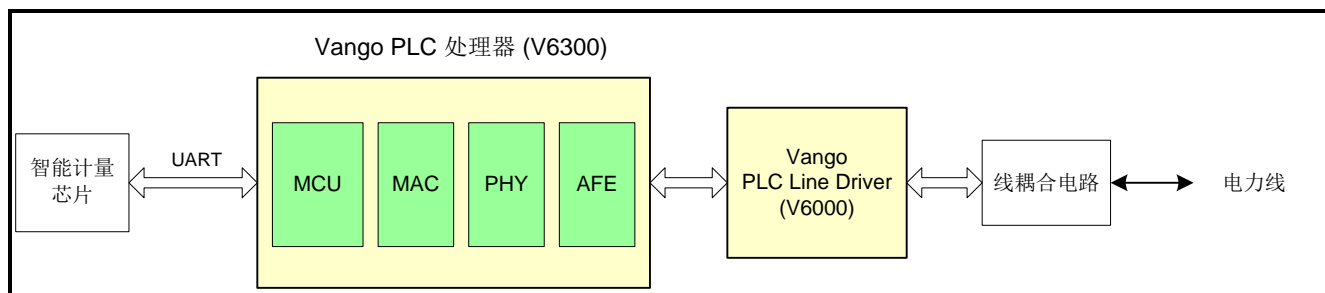 Vango PLC 处理器 (V6300)
智能计量
芯片
UART
MCU
MAC
PHY
AFE
Vango
PLC Line Driver
(V6000)
线耦合电路
电力线